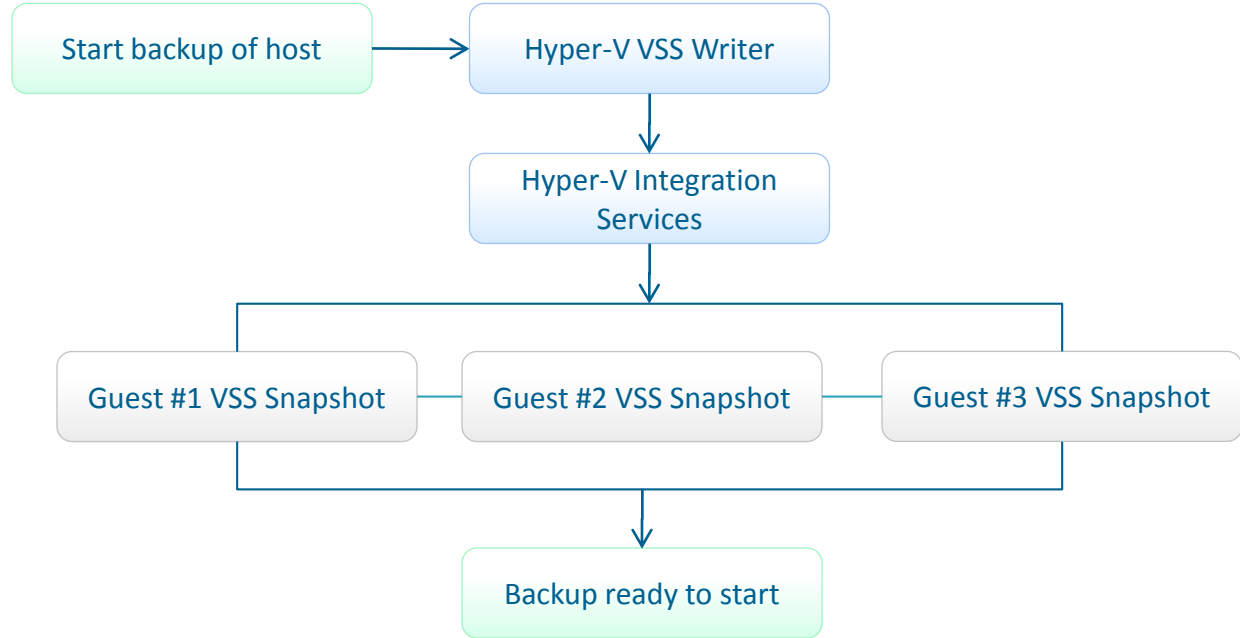 Start backup of host
Hyper-V VSS Writer
Hyper-V Integration
Services
Guest #1 VSS Snapshot
Guest #2 VSS Snapshot
Guest #3 VSS Snapshot
Backup ready to start